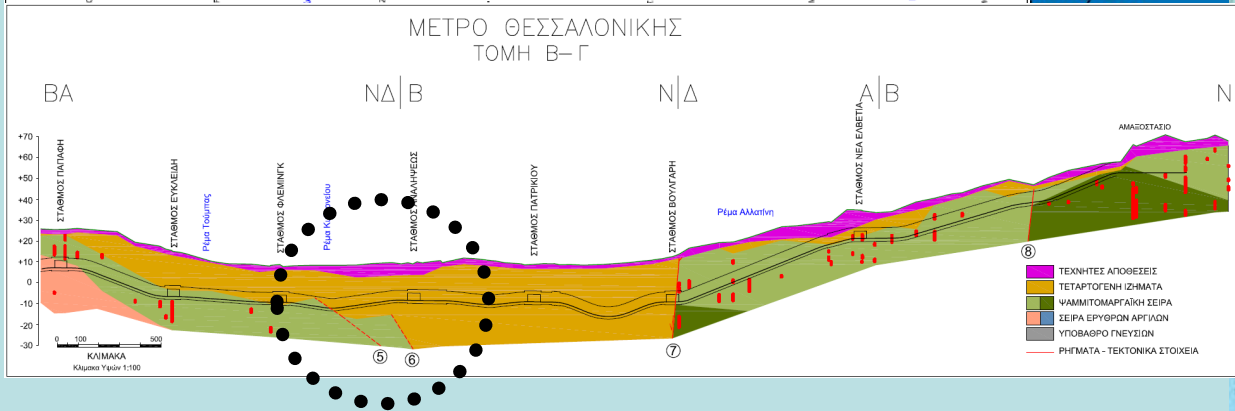 ΜΕΤΡΟ ΘΕΣΣΑΛΟΝΙΚΗΣ
ΤΟΜΗ Β-Γ
ΒΑ ΝΔ Β Ν Δ Α Β Ν
ΣΤΑΘΜΟΣ ΠΑΠΑΦΗ
ΣΤΑΘΜΟΣ ΕΥΚΛΕΙΔΗ
Ρέμα Τούμπας
ΣΤΑΘΜΟΣ ΦΛΕΜΙΝΓΚ
Ρέμα
ΣΤΑΘΜΟΣ ΑΝΑΛΗΨΕΩΣ
ΣΤΑΘΜΟΣ ΠΑΤΡΙΚΙΟΥ
ΣΤΑΘΜΟΣ ΒΟΥΛΓΑΡΗ
Ρέμα Αλλατίνη
ΣΤΑΘΜΟΣ ΝΕΑ ΕΛΒΕΤΙΑ
ΑΜΑΞΟΣΤΑΣΙΟ
+70
+60
+50
+40
+30
+20
+10
0
-10
-20
-30
0 100 500
ΚΛΙΜΑΚΑ
Κλιμακα Υψών 1:100
5
6
7
8
ΤΕΧΝΗΤΕΣ ΑΠΟΘΕΣΕΙΣ
ΤΕΤΑΡΤΟΓΕΝΗ ΙΖΗΜΑΤΑ
ΨΑΜΜΙΤΟΜΑΡΓΑΪΚΗ ΣΕΙΡΑ
ΣΕΙΡΑ ΕΡΥΘΡΩΝ ΑΡΓΙΛΩΝ
ΥΠΟΒΑΘΡΟ ΓΝΕΥΣΙΩΝ
ΡΗΓΜΑΤΑ - ΤΕΚΤΟΝΙΚΑ ΣΤΟΙΧΕΙΑ